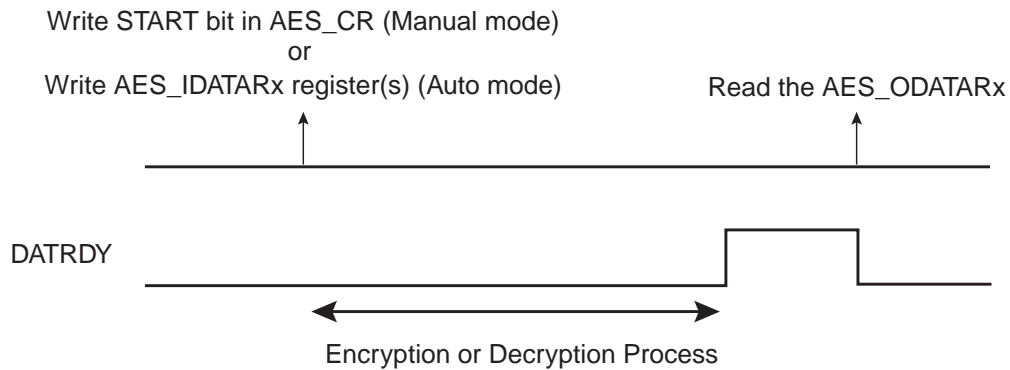 Write START bit in AES_CR (Manual mode)
or
Write AES_IDATARx register(s) (Auto mode)
Read the AES_ODATARx
DATRDY
Encryption or Decryption Process